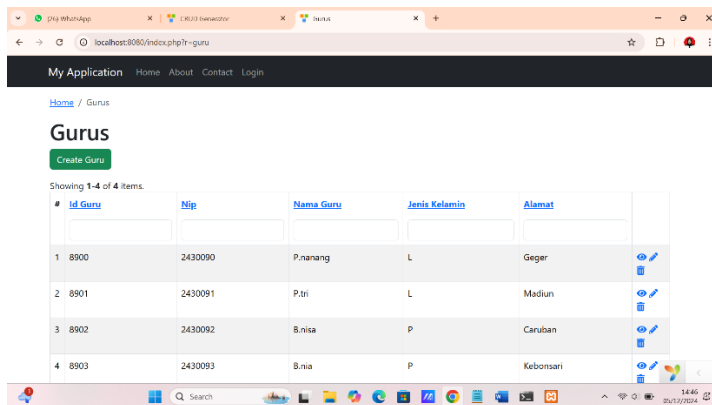 WhatsApp
CRUD Generator
Gurus
localhost:8080/index.php?r=guru
My Application Home About Contact Login
Home / Gurus
Gurus
Create Guru
Showing 1-4 of 4 items.
# Id Guru Nip Nama Guru Jenis Kelamin Alamat
1 8900 2430090 P.nanang L Geger
2 8901 2430091 P.tri L Madiun
3 8902 2430092 B.nisa P Caruban
4 8903 2430093 B.nia P Kebonsari
Search
14:46
05/12/2024